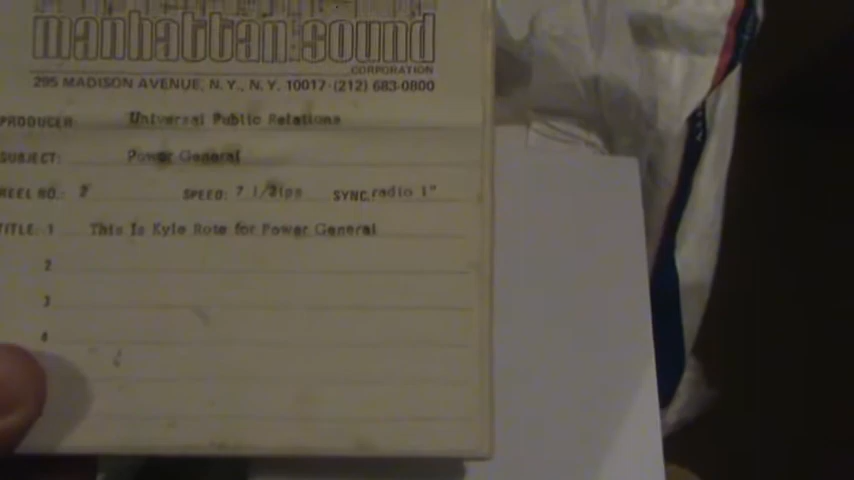 manhattan sound
CORPORATION
295 MADISON AVENUE, N.Y., N.Y. 10017·(212) 683-0800
PRODUCER Universal Public Relations
SUBJECT: Power General
REEL NO.: 2 SPEED: 7 1/2ips SYNC. radio 1"
TITLE: 1 This Is Kyle Rote for Power General
2
3
4